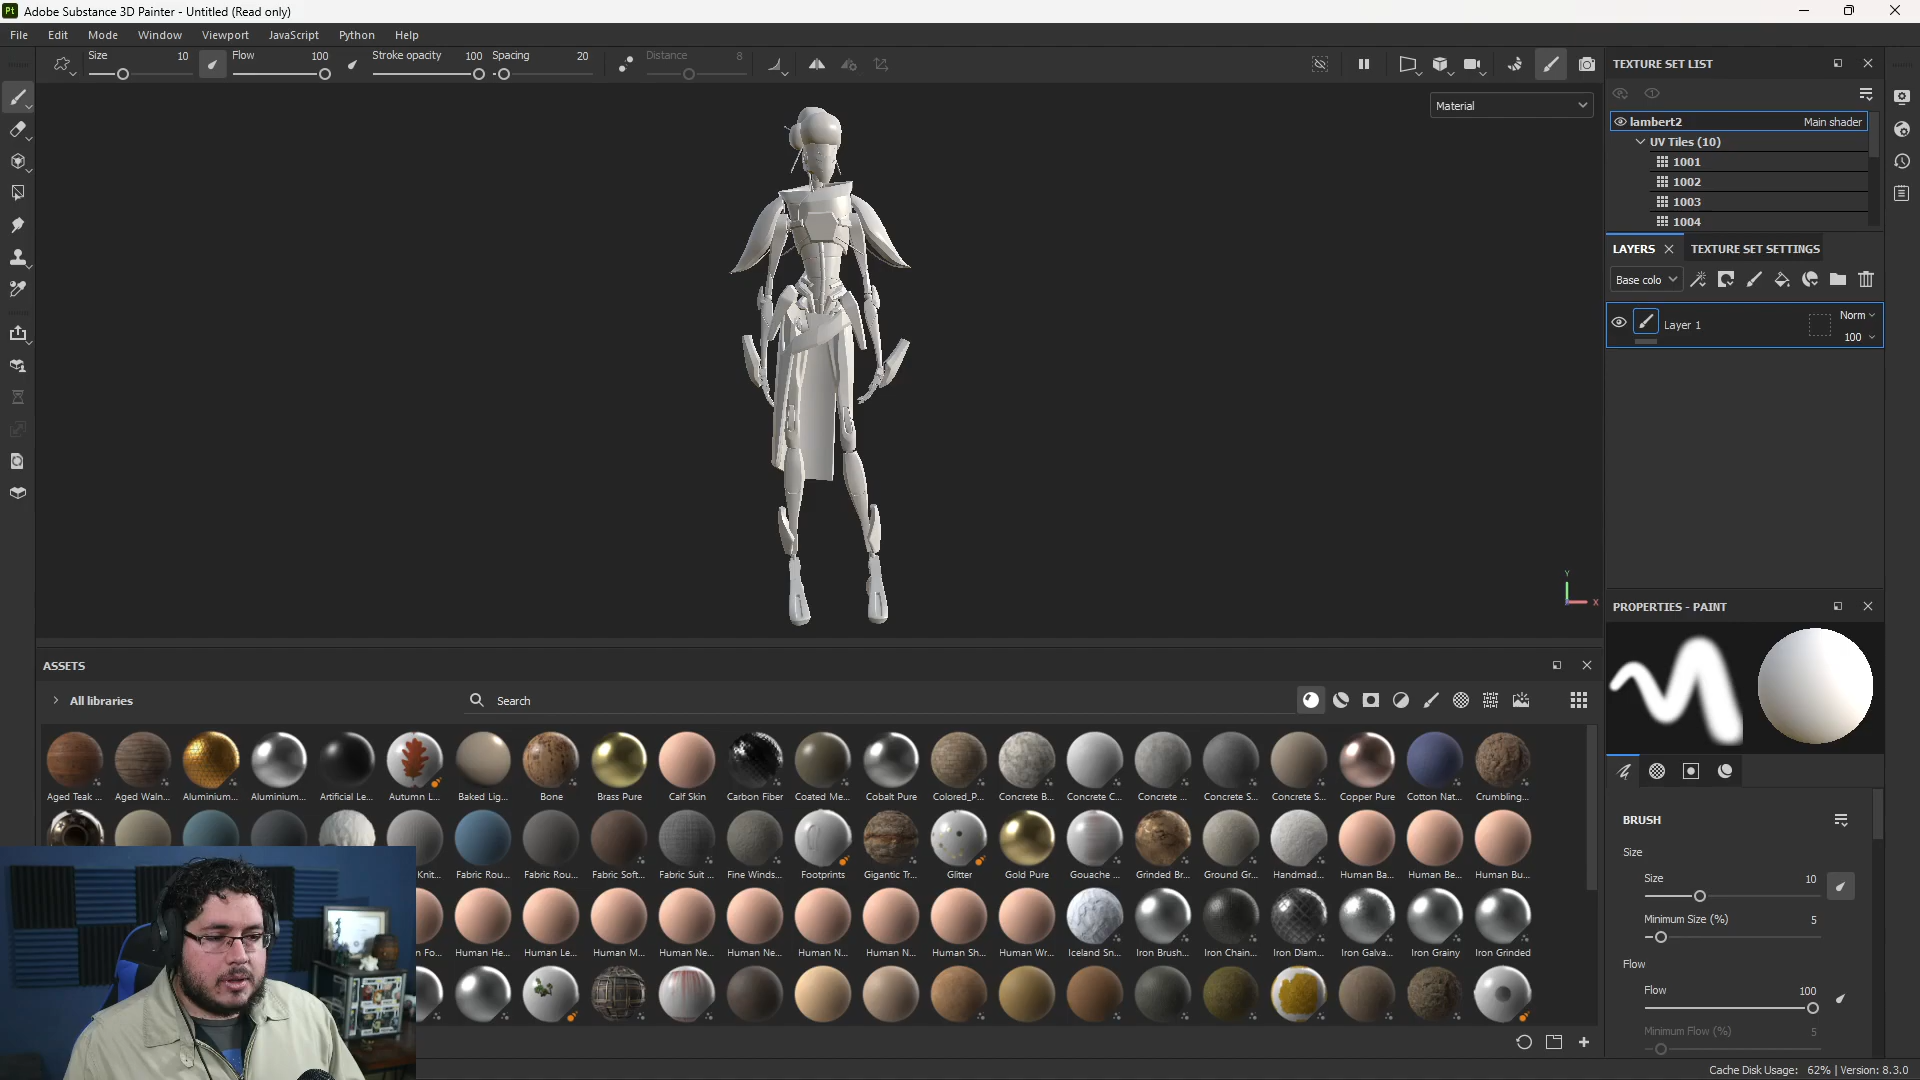 Pt Adobe Substance 3D Painter - Untitled (Read only)
File Edit Mode Window Viewport JavaScript Python Help
Size 10 Flow 100 Stroke opacity 100 Spacing 20 Distance 8
Material
TEXTURE SET LIST
lambert2 Main shader
UV Tiles (10)
1001
1002
1003
1004
LAYERS TEXTURE SET SETTINGS
Base colo
Layer 1 Norm
100
Y
X
PROPERTIES - PAINT
BRUSH
Size
Size 10
Minimum Size (%) 5
Flow
Flow 100
Minimum Flow (%) 5
ASSETS
All libraries Search
Aged Teak ... Aged Waln... Aluminium... Aluminium... Artificial Le... Autumn L... Baked Lig... Bone Brass Pure Calf Skin Carbon Fiber Coated Me... Cobalt Pure Colored_P... Concrete B... Concrete C... Concrete ... Concrete S... Concrete S... Copper Pure Cotton Nat... Crumbling...
Knit... Fabric Rou... Fabric Rou... Fabric Soft... Fabric Suit ... Fine Winds... Footprints Gigantic Tr... Glitter Gold Pure Gouache ... Grinded Br... Ground Gr... Handmad... Human Ba... Human Be... Human Bu...
n Fo... Human He... Human Le... Human M... Human Ne... Human Ne... Human N... Human N... Human Sh... Human Wr... Iceland Sn... Iron Brush... Iron Chain... Iron Diam... Iron Galva... Iron Grainy Iron Grinded
Cache Disk Usage: 62% | Version: 8.3.0